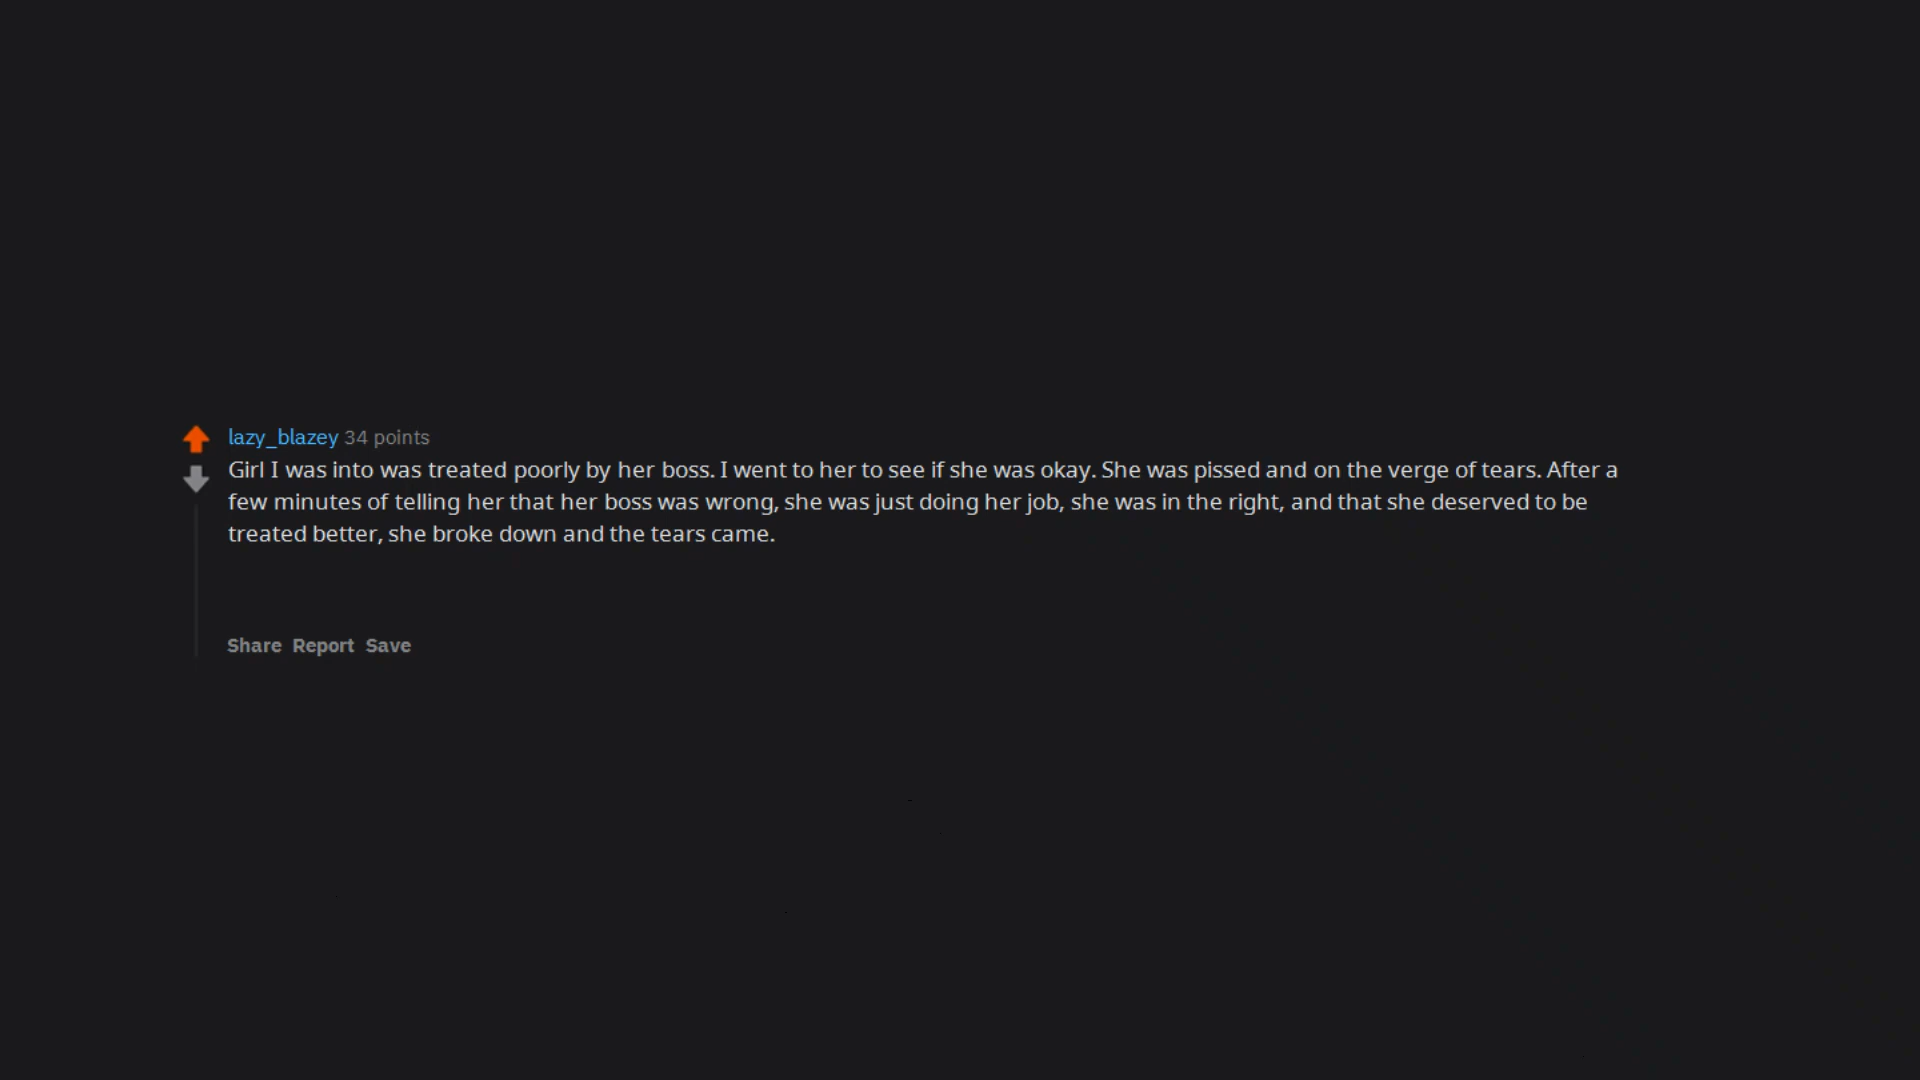 lazy_blazey 34 points
Girl I was into was treated poorly by her boss. I went to her to see if she was okay. She was pissed and on the verge of tears. After a
few minutes of telling her that her boss was wrong, she was just doing her job, she was in the right, and that she deserved to be
treated better, she broke down and the tears came.
Share Report Save